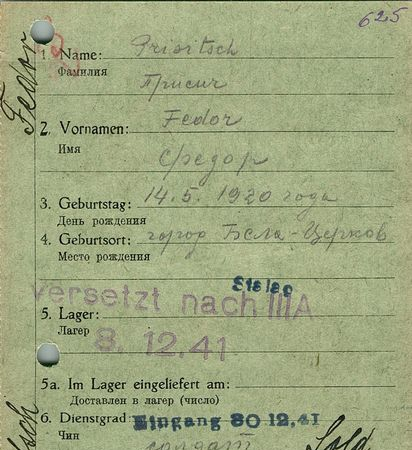 625
Fedor
1. Name: Prisitsch
Фамилия
Присич
2. Vornamen: Fedor
Имя
Федор
3. Geburtstag: 14.5.1920 года
День рождения
4. Geburtsort: город Бела-Церков
Место рождения
Stalag
versetzt nach IIIA
5. Lager:
Лагерь
8. 12. 41
5a. Im Lager eingeliefert am:
Доставлен в лагерь (число)
6. Dienstgrad: Eingang 30 12.41
Чин
солдат
Sold